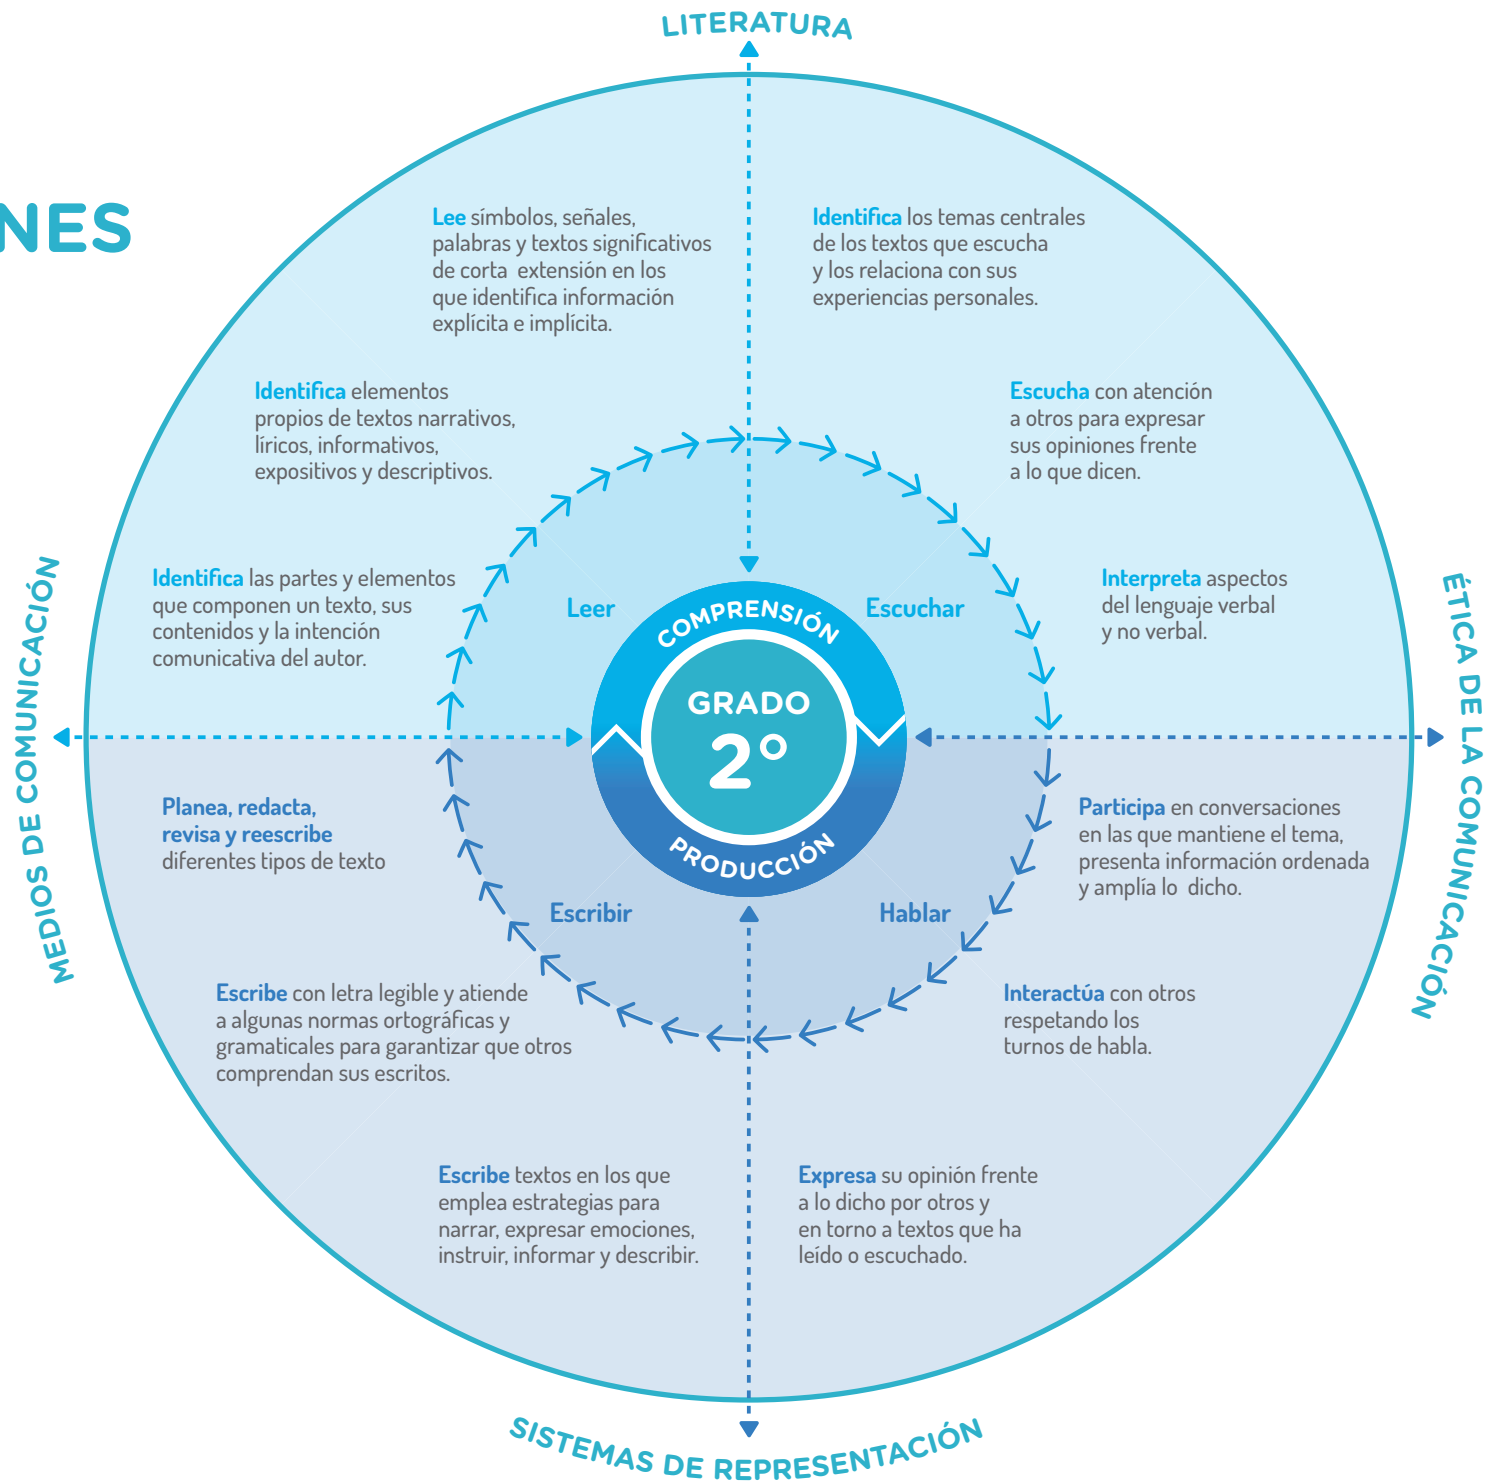 LITERATURA
NES
Lee símbolos, señales,
palabras y textos significativos
de corta extensión en los
que identifica información
explícita e implícita.
Identifica los temas centrales
de los textos que escucha
y los relaciona con sus
experiencias personales.
Identifica elementos
propios de textos narrativos,
líricos, informativos,
expositivos y descriptivos.
Escucha con atención
a otros para expresar
sus opiniones frente
a lo que dicen.
Identifica las partes y elementos
que componen un texto, sus
contenidos y la intención
comunicativa del autor.
Leer
Escuchar
Interpreta aspectos
del lenguaje verbal
y no verbal.
MEDIOS DE COMUNICACIÓN
COMPRENSIÓN
GRADO
2°
PRODUCCIÓN
ÉTICA DE LA COMUNICACIÓN
Planea, redacta,
revisa y reescribe
diferentes tipos de texto
Participa en conversaciones
en las que mantiene el tema,
presenta información ordenada
y amplía lo dicho.
Escribir
Hablar
Escribe con letra legible y atiende
a algunas normas ortográficas y
gramaticales para garantizar que otros
comprendan sus escritos.
Interactúa con otros
respetando los
turnos de habla.
Escribe textos en los que
emplea estrategias para
narrar, expresar emociones,
instruir, informar y describir.
Expresa su opinión frente
a lo dicho por otros y
en torno a textos que ha
leído o escuchado.
SISTEMAS DE REPRESENTACIÓN